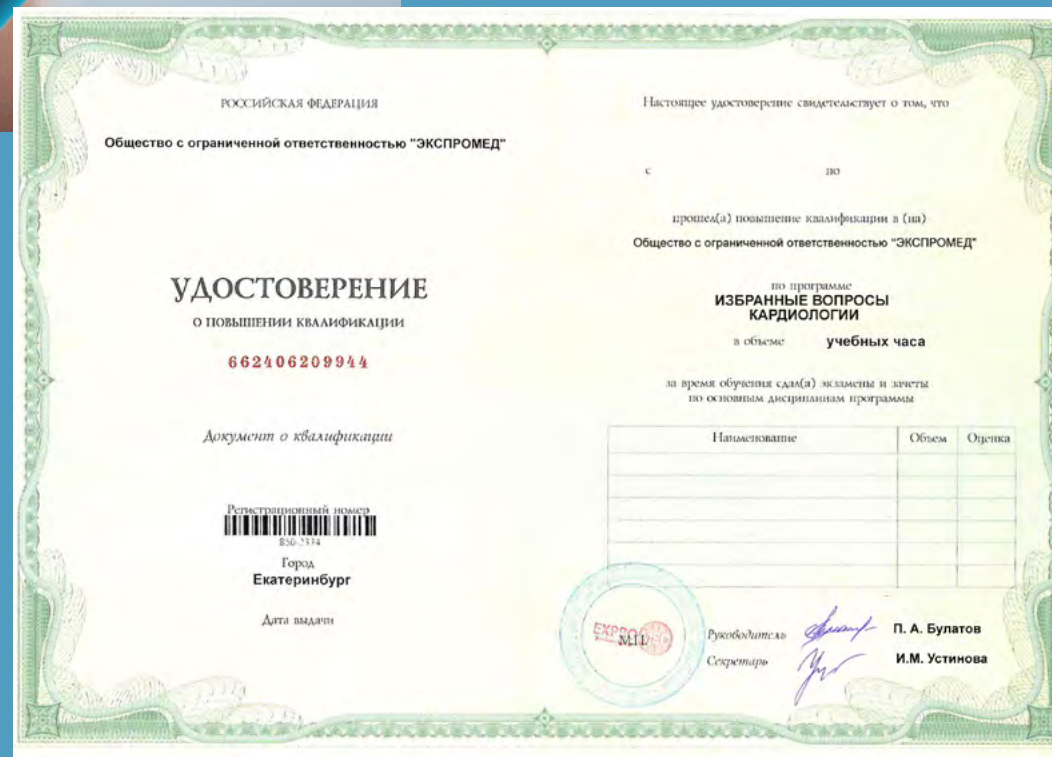 РОССИЙСКАЯ ФЕДЕРАЦИЯ
Общество с ограниченной ответственностью "ЭКСПРОМЕД"
УДОСТОВЕРЕНИЕ
О ПОВЫШЕНИИ КВАЛИФИКАЦИИ
662406209944
Документ о квалификации
Регистрационный номер
850-2334
Город
Екатеринбург
Дата выдачи
Настоящее удостоверение свидетельствует о том, что
с по
прошел(а) повышение квалификации в (на)
Общество с ограниченной ответственностью "ЭКСПРОМЕД"
по программе
ИЗБРАННЫЕ ВОПРОСЫ
КАРДИОЛОГИИ
в объеме учебных часа
за время обучения сдал(а) экзамены и зачеты
по основным дисциплинам программы
Наименование Объем Оценка
М.П.
Руководитель П. А. Булатов
Секретарь И.М. Устинова